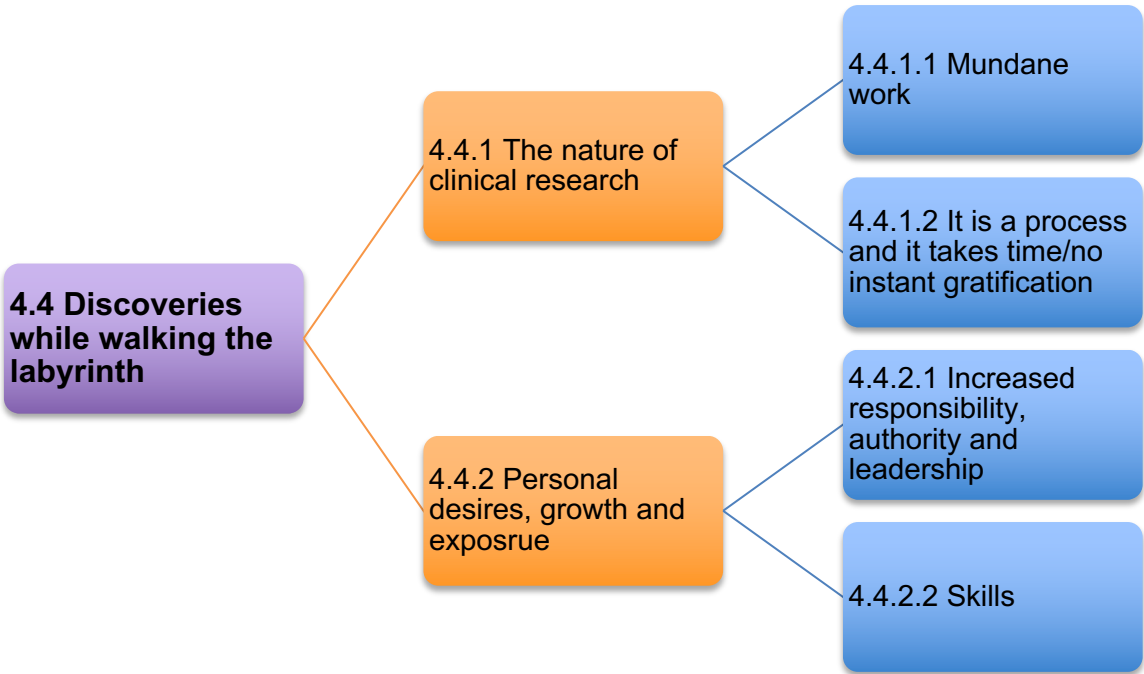 4.4 Discoveries
while walking the
labyrinth
4.4.1 The nature of
clinical research
4.4.1.1 Mundane
work
4.4.1.2 It is a process
and it takes time/no
instant gratification
4.4.2 Personal
desires, growth and
exposrue
4.4.2.1 Increased
responsibility,
authority and
leadership
4.4.2.2 Skills